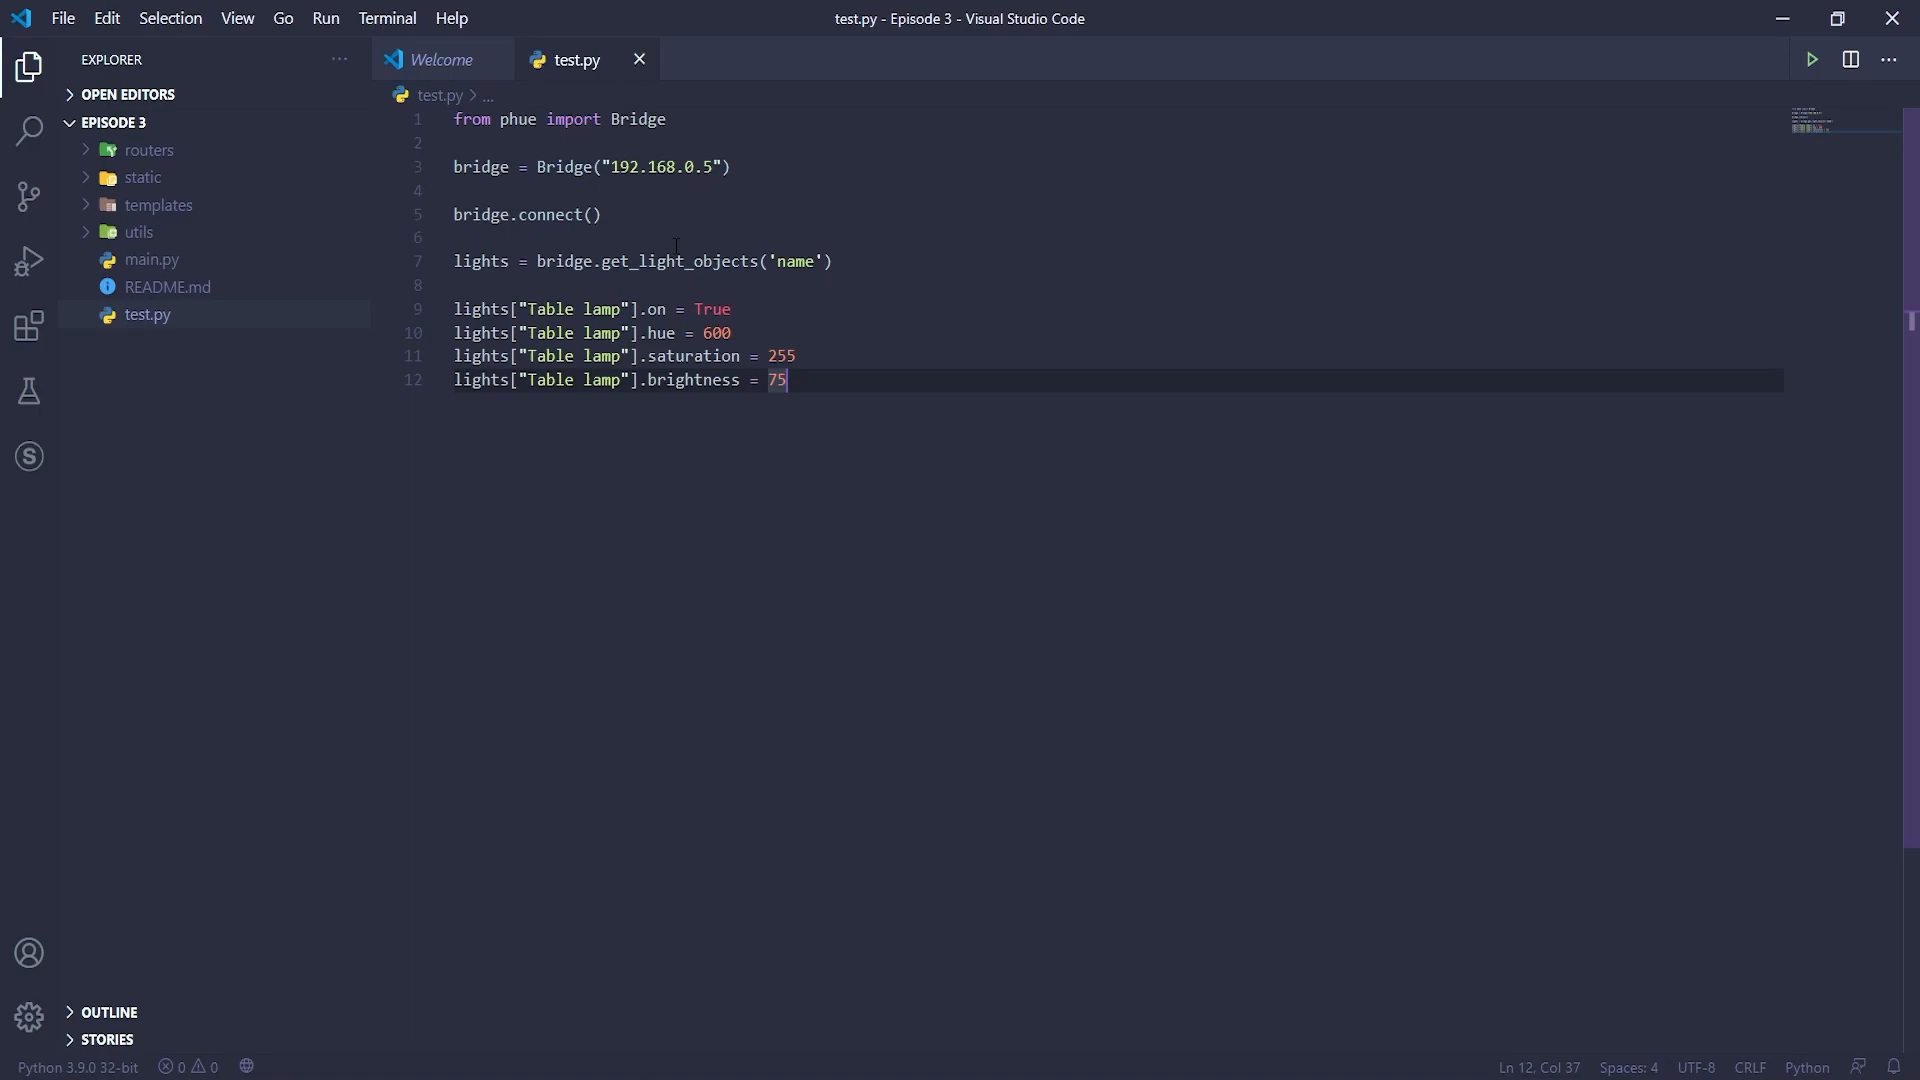 File Edit Selection View Go Run Terminal Help
test.py - Episode 3 - Visual Studio Code
EXPLORER
Welcome
test.py
OPEN EDITORS
test.py > ...
EPISODE 3
routers
static
templates
utils
main.py
README.md
test.py
1 from phue import Bridge
2
3 bridge = Bridge("192.168.0.5")
4
5 bridge.connect()
6
7 lights = bridge.get_light_objects('name')
8
9 lights["Table lamp"].on = True
10 lights["Table lamp"].hue = 600
11 lights["Table lamp"].saturation = 255
12 lights["Table lamp"].brightness = 75
OUTLINE
STORIES
Python 3.9.0 32-bit 0 0 Ln 12, Col 37 Spaces: 4 UTF-8 CRLF Python